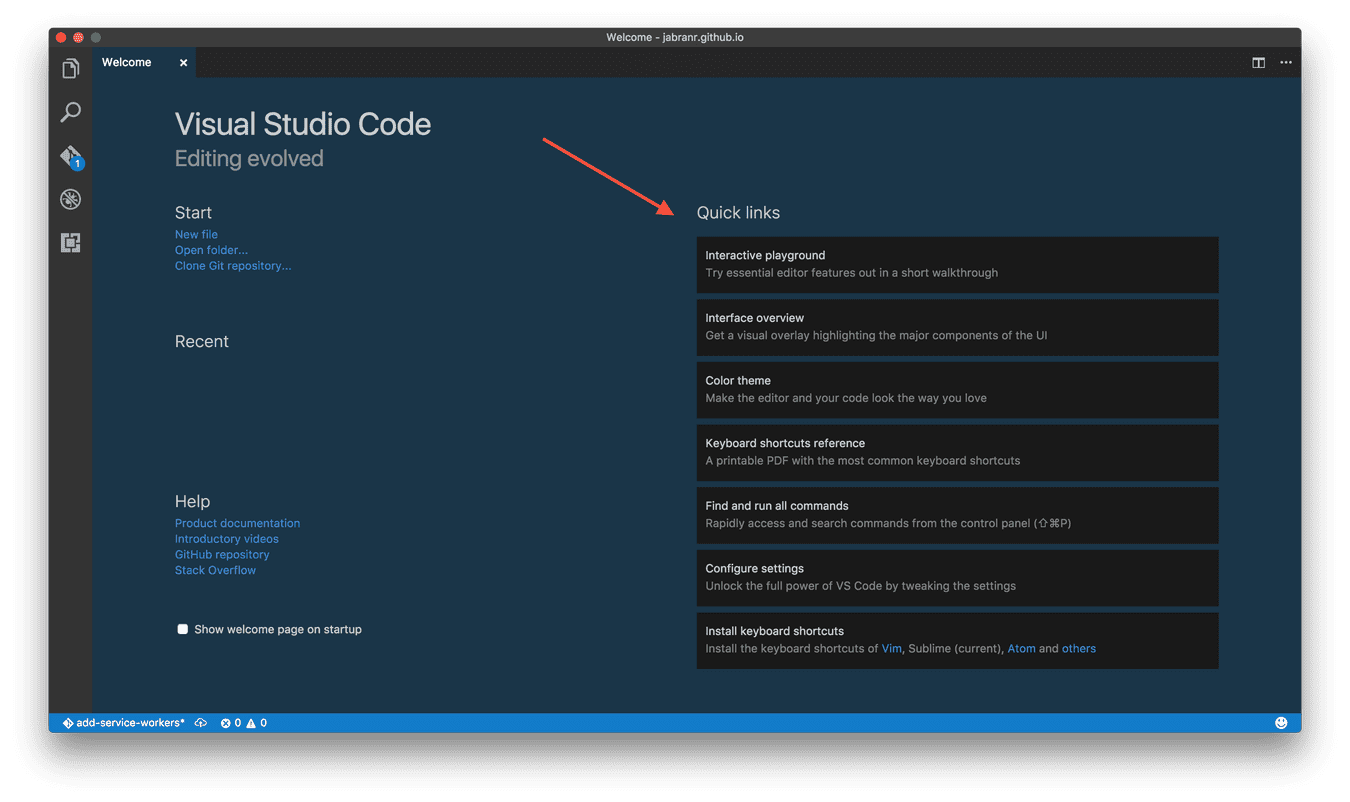 Welcome - jabranr.github.io
Welcome
1
Visual Studio Code
Editing evolved
Start
New file
Open folder...
Clone Git repository...
Recent
Help
Product documentation
Introductory videos
GitHub repository
Stack Overflow
Show welcome page on startup
Quick links
Interactive playground
Try essential editor features out in a short walkthrough
Interface overview
Get a visual overlay highlighting the major components of the UI
Color theme
Make the editor and your code look the way you love
Keyboard shortcuts reference
A printable PDF with the most common keyboard shortcuts
Find and run all commands
Rapidly access and search commands from the control panel (⇧⌘P)
Configure settings
Unlock the full power of VS Code by tweaking the settings
Install keyboard shortcuts
Install the keyboard shortcuts of Vim, Sublime (current), Atom and others
add-service-workers* 0 0